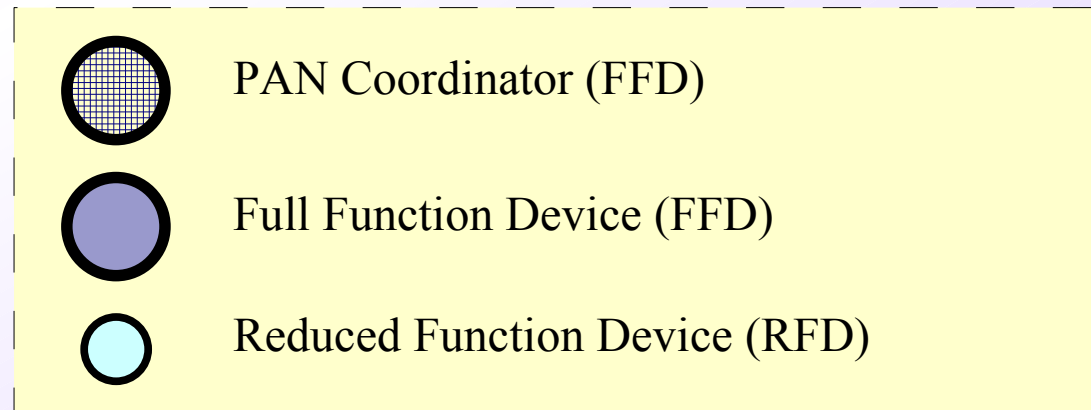 PAN Coordinator (FFD)
Full Function Device (FFD)
Reduced Function Device (RFD)